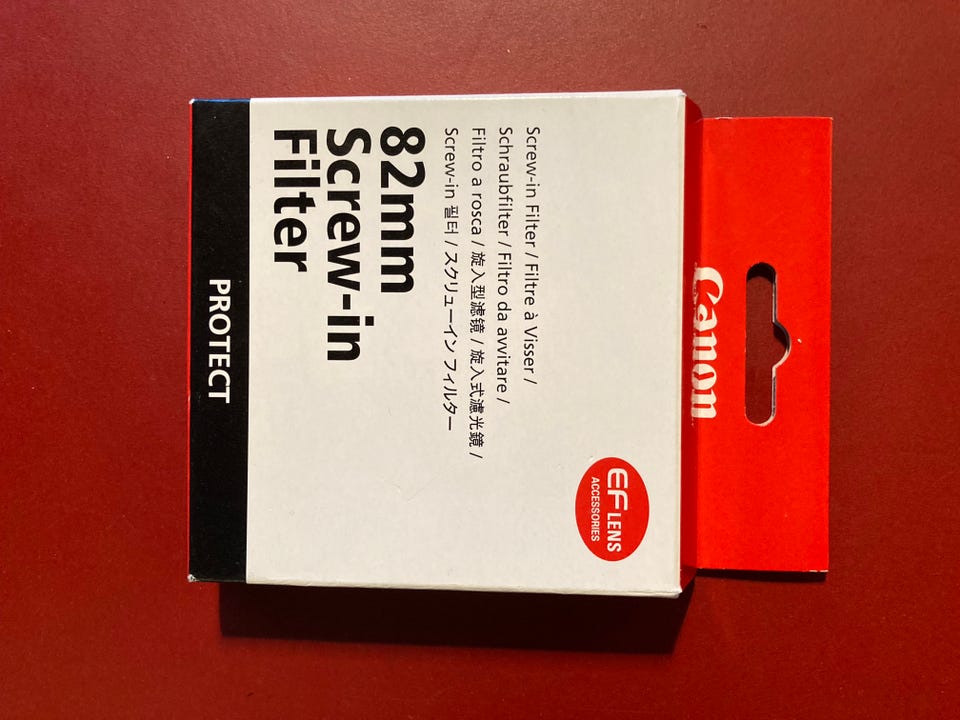 Canon
EF LENS
ACCESSORIES
Screw-in Filter / Filtre à Visser /
Schraubfilter / Filtro da avvitare /
Filtro a rosca / 旋入型滤镜 / 旋入式濾光鏡 /
Screw-in 필터 / スクリューイン フィルター
82mm
Screw-in
Filter
PROTECT